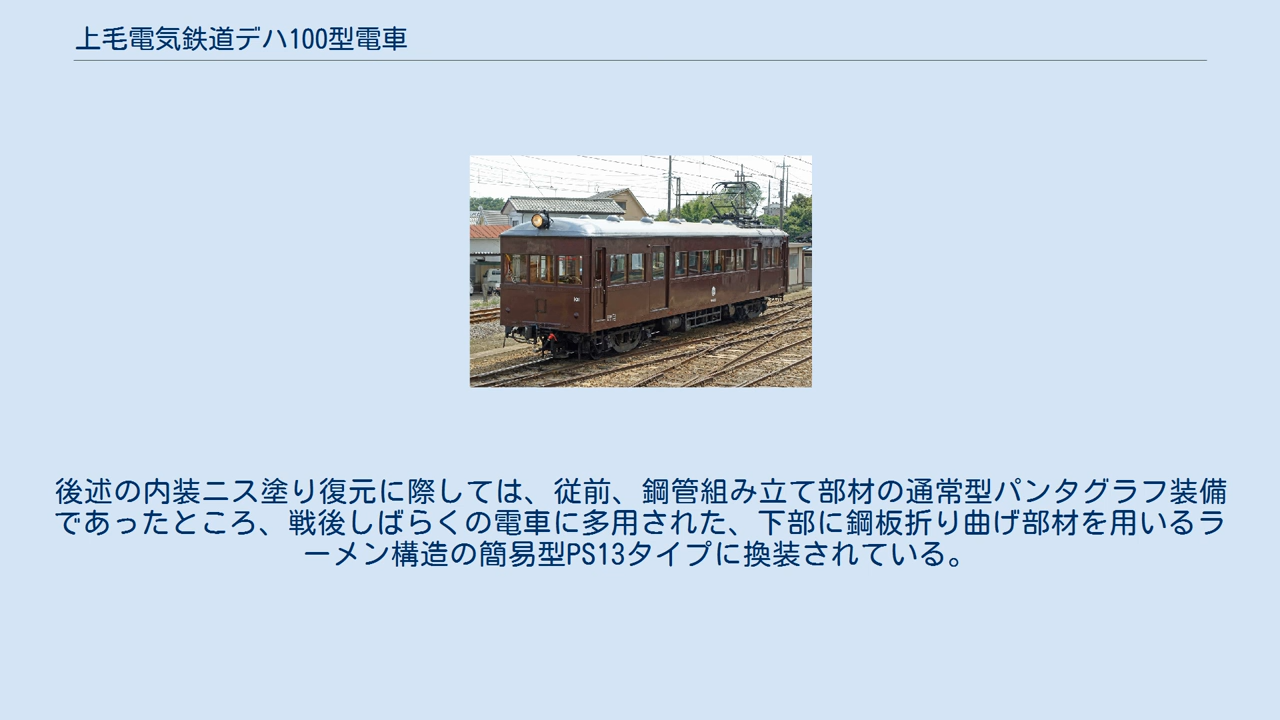 上毛電気鉄道デハ100型電車
101
後述の内装ニス塗り復元に際しては、従前、鋼管組み立て部材の通常型パンタグラフ装備
であったところ、戦後しばらくの電車に多用された、下部に鋼板折り曲げ部材を用いるラ
ーメン構造の簡易型PS13タイプに換装されている。